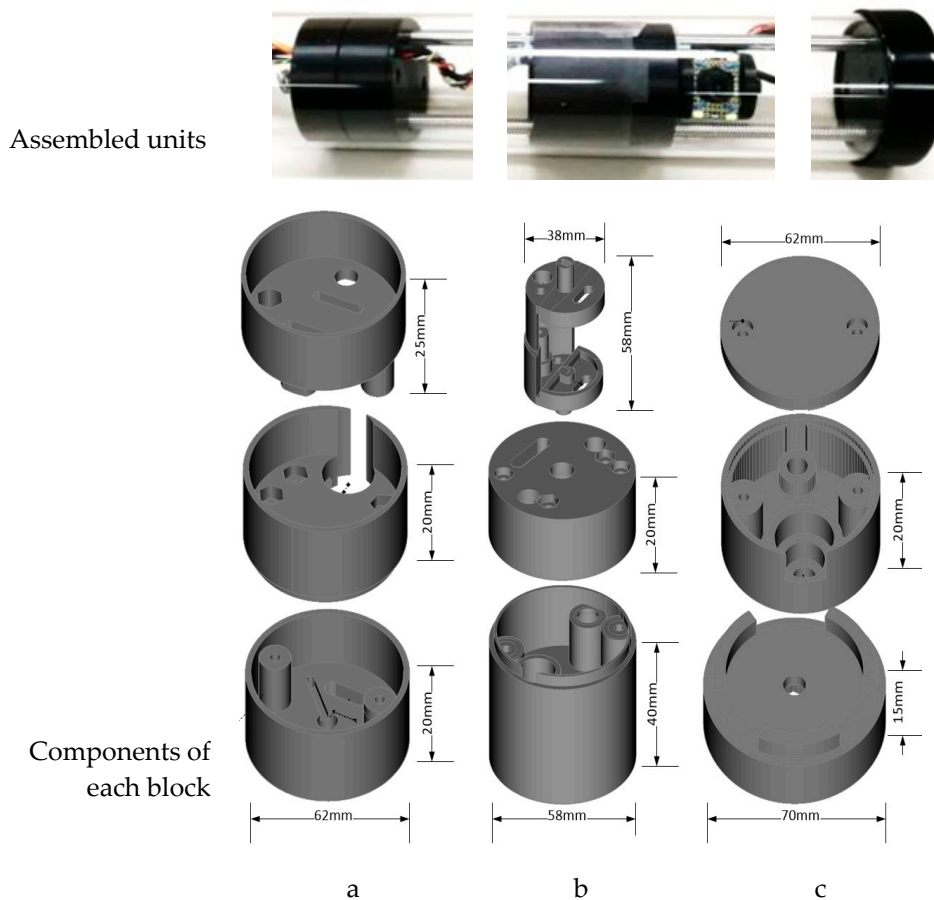 Assembled units
38mm
62mm
25mm
58mm
20mm
20mm
20mm
20mm
40mm
15mm
Components of
each block
62mm
58mm
70mm
a
b
c